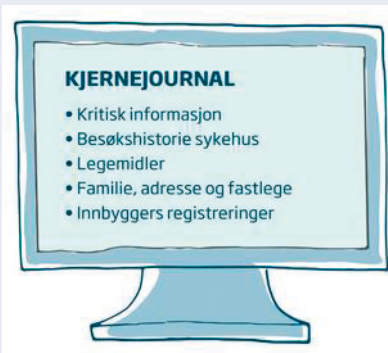 KJERNEJOURNAL
• Kritisk informasjon
• Besøkshistorie sykehus
• Legemidler
• Familie, adresse og fastlege
• Innbyggers registreringer